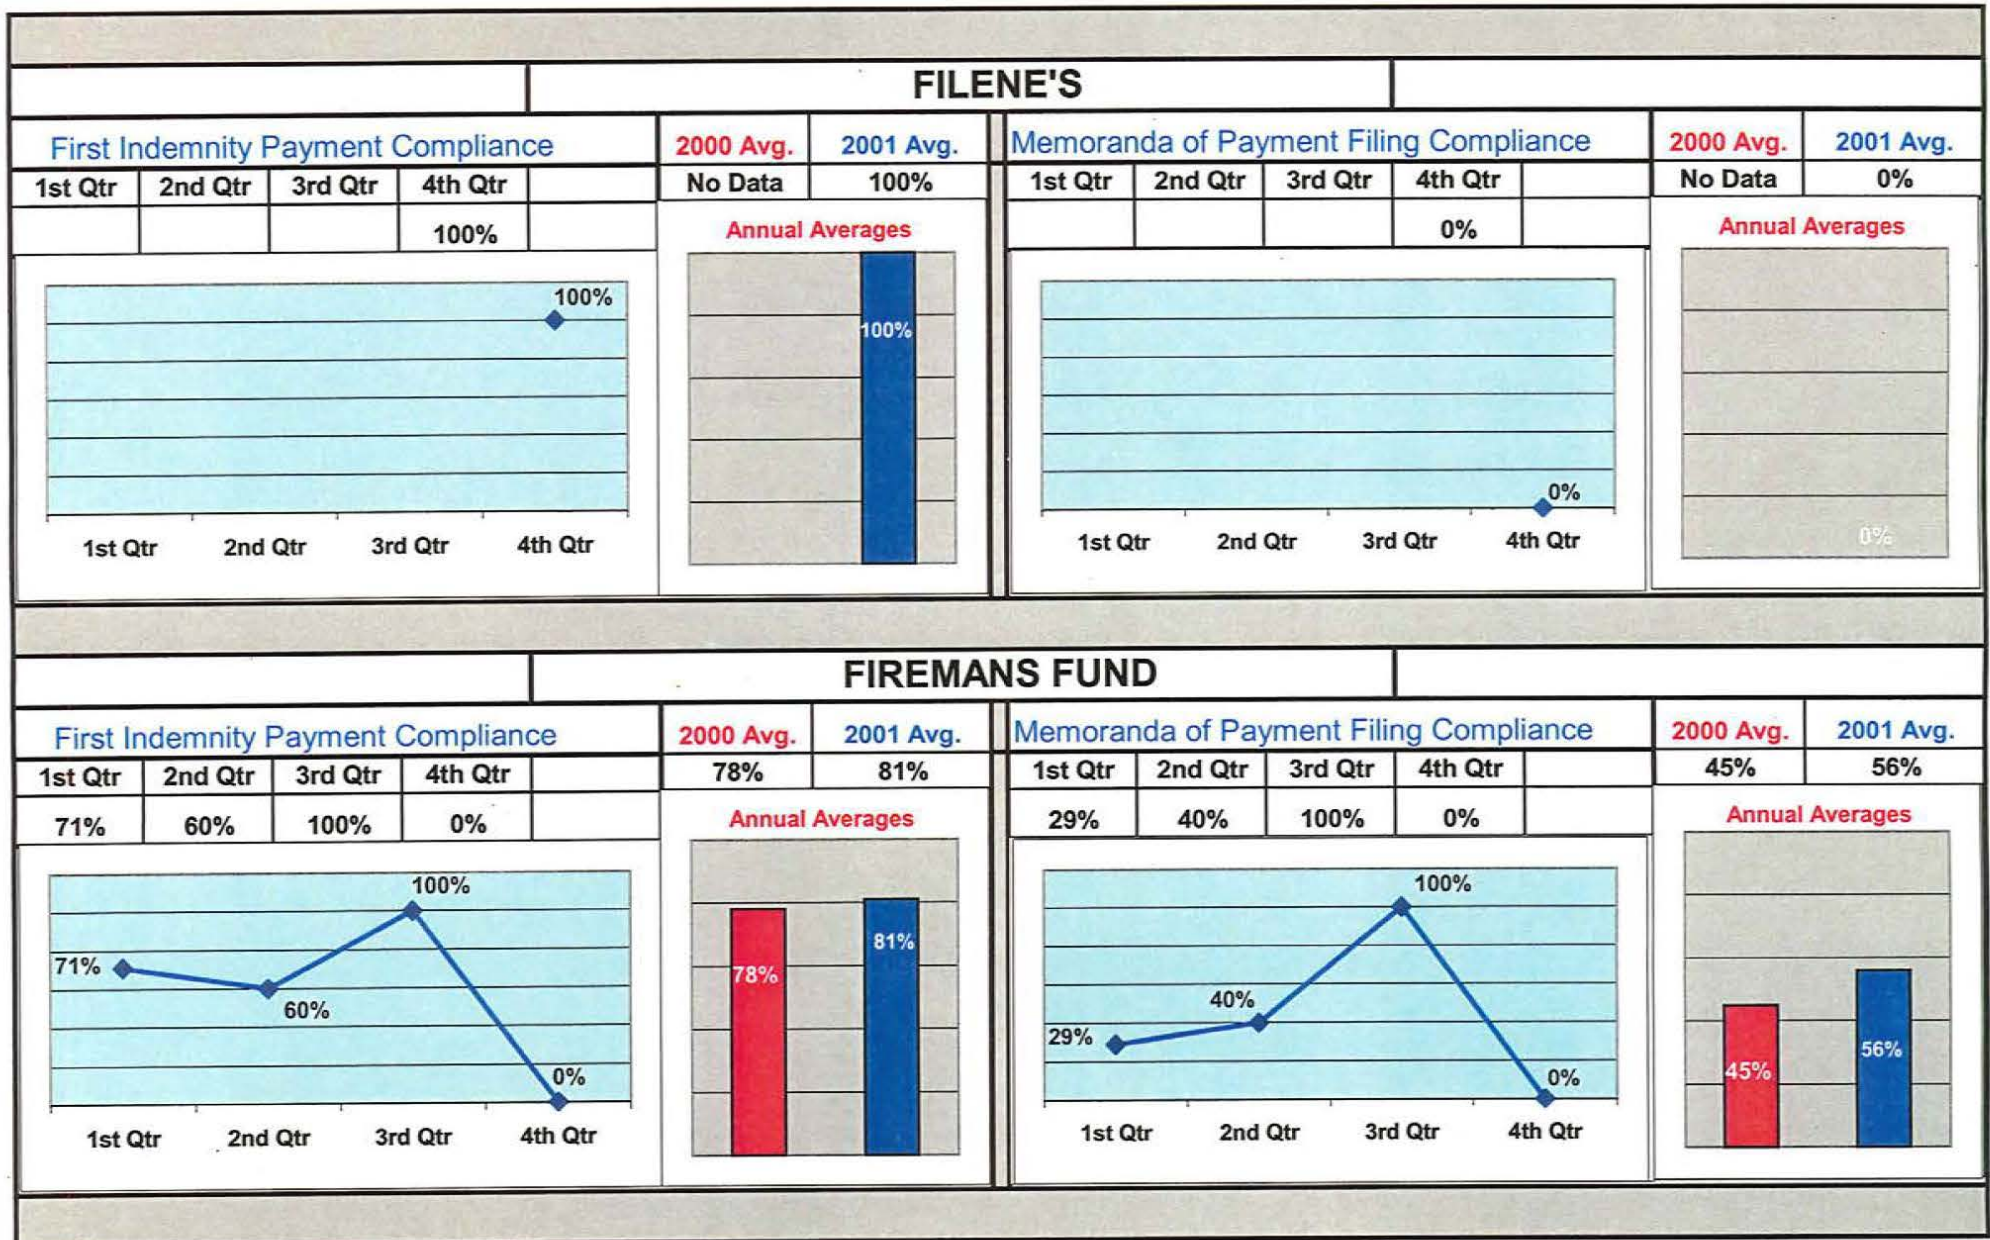 FILENE'S
First Indemnity Payment Compliance 2000 Avg. 2001 Avg. Memoranda of Payment Filing Compliance 2000 Avg. 2001 Avg.
1st Qtr 2nd Qtr 3rd Qtr 4th Qtr No Data 100% 1st Qtr 2nd Qtr 3rd Qtr 4th Qtr No Data 0%
100% Annual Averages 0% Annual Averages
100%
100%
0%
0%
1st Qtr 2nd Qtr 3rd Qtr 4th Qtr 1st Qtr 2nd Qtr 3rd Qtr 4th Qtr
FIREMANS FUND
First Indemnity Payment Compliance 2000 Avg. 2001 Avg. Memoranda of Payment Filing Compliance 2000 Avg. 2001 Avg.
1st Qtr 2nd Qtr 3rd Qtr 4th Qtr 78% 81% 1st Qtr 2nd Qtr 3rd Qtr 4th Qtr 45% 56%
71% 60% 100% 0% Annual Averages 29% 40% 100% 0% Annual Averages
100% 100%
81%
71% 78%
60% 40%
29% 56%
0% 0% 45%
1st Qtr 2nd Qtr 3rd Qtr 4th Qtr 1st Qtr 2nd Qtr 3rd Qtr 4th Qtr